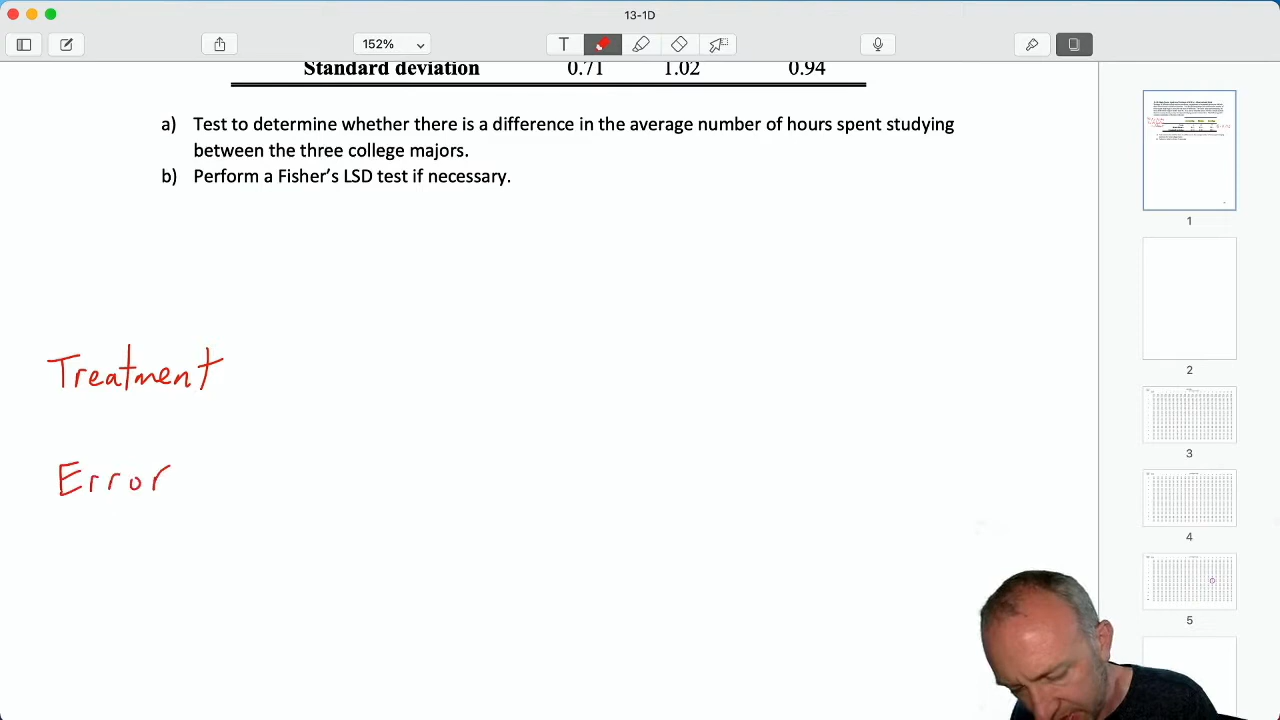 13-1D
152%
T
Standard deviation 0.71 1.02 0.94
a) Test to determine whether there is a difference in the average number of hours spent studying
between the three college majors.
b) Perform a Fisher's LSD test if necessary.
Treatment
Error
1
2
3
4
5